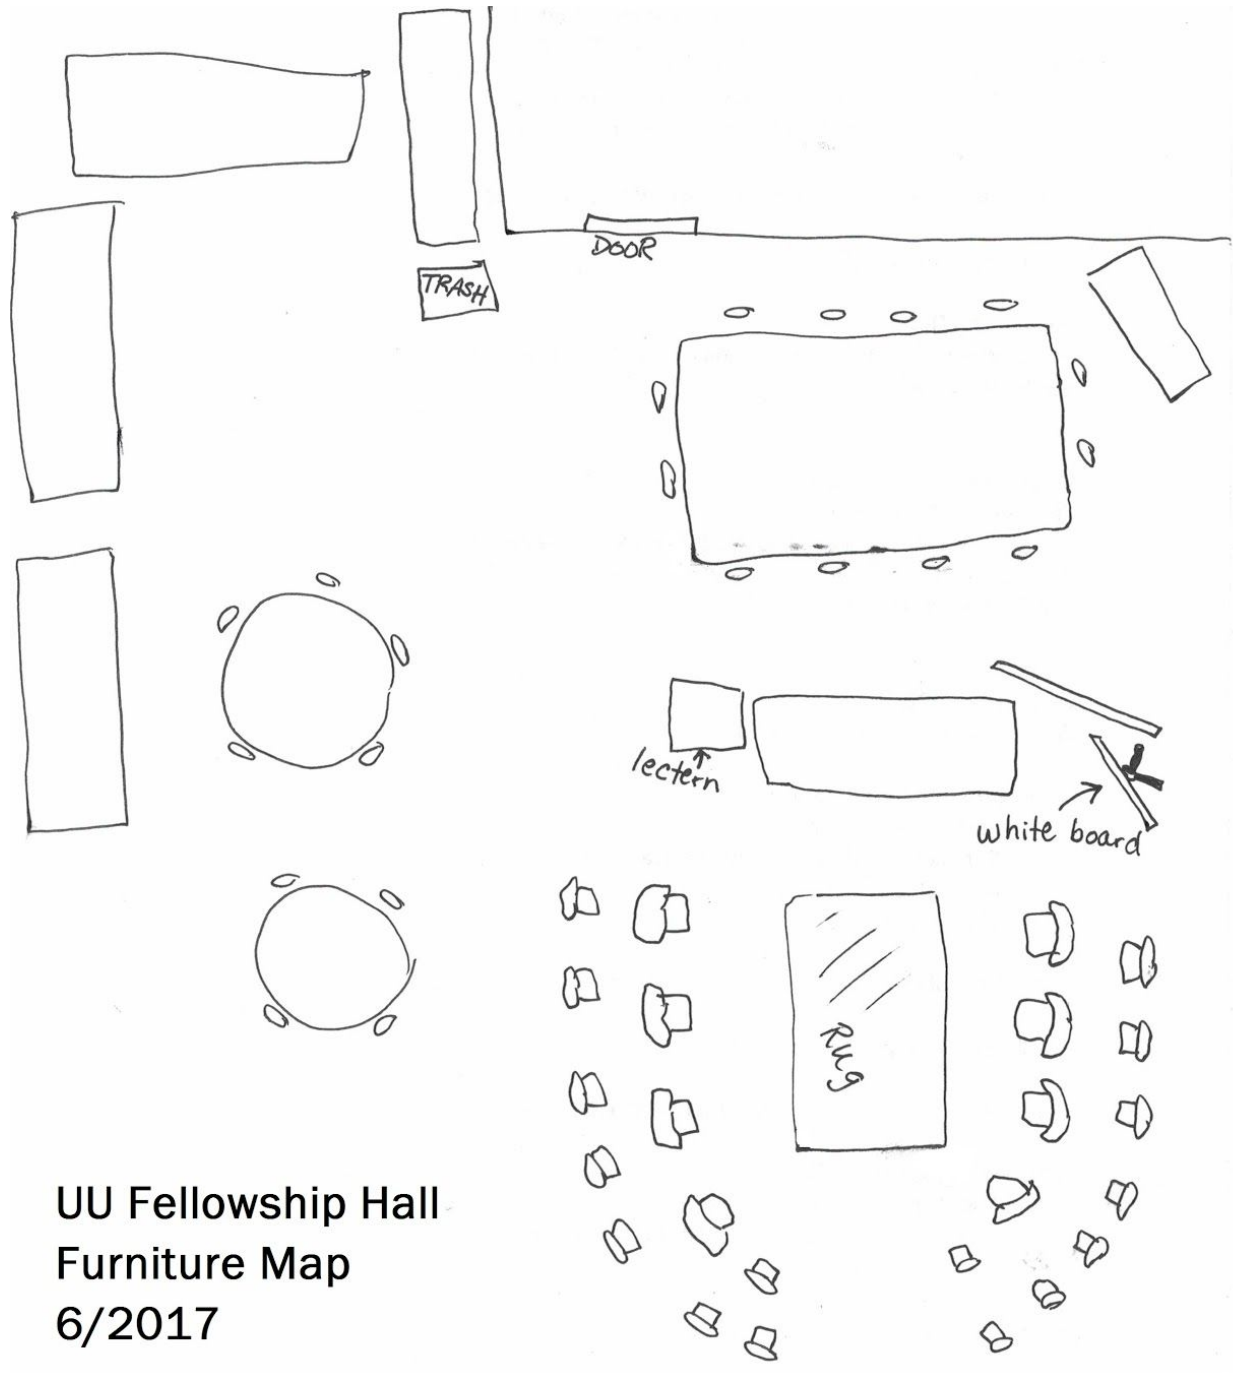 DOOR
TRASH
lectern
white board
Rug
UU Fellowship Hall
Furniture Map
6/2017